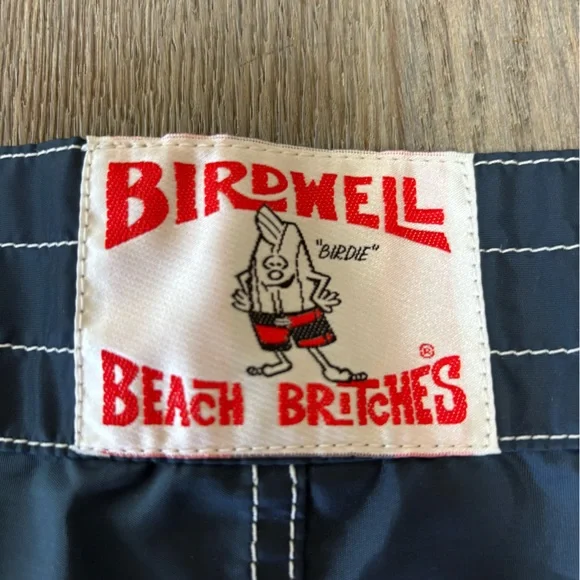 BIRDWELL
"BIRDIE"
®
BEACH BRITCHES